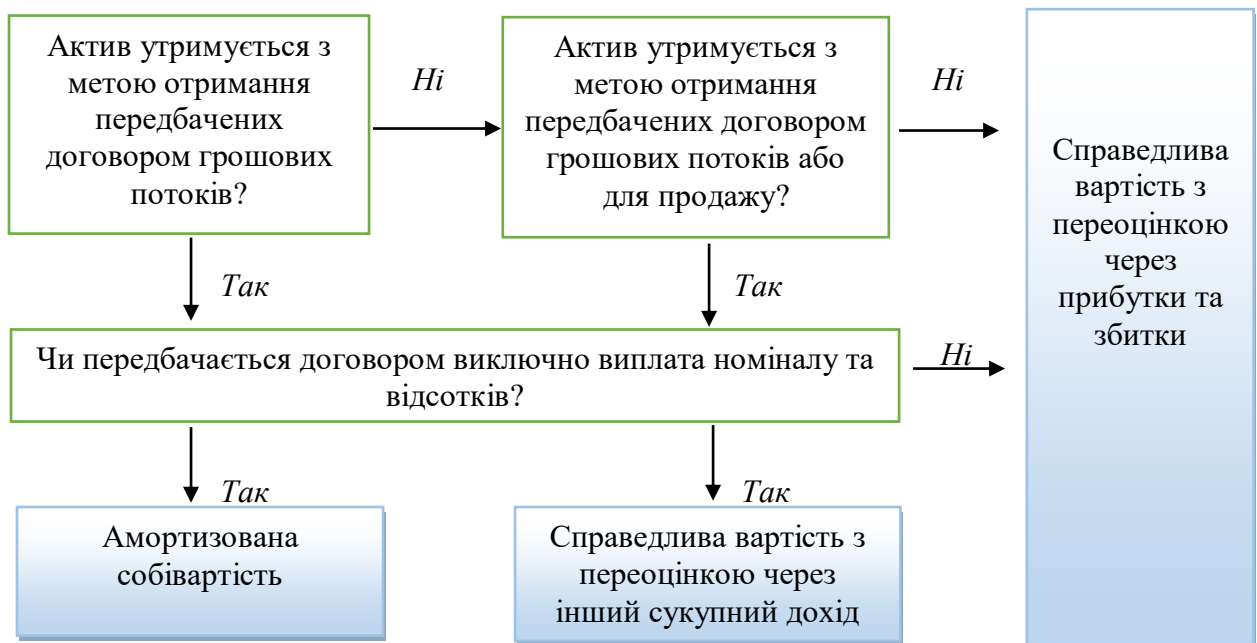 Актив утримується з
метою отримання
передбачених
договором грошових
потоків?
Ні
Актив утримується з
метою отримання
передбачених договором
грошових потоків або
для продажу?
Ні
Справедлива
вартість з
переоцінкою
через
прибутки та
збитки
Так
Так
Чи передбачається договором виключно виплата номіналу та
відсотків?
Ні
Так
Так
Амортизована
собівартість
Справедлива вартість з
переоцінкою через
інший сукупний дохід